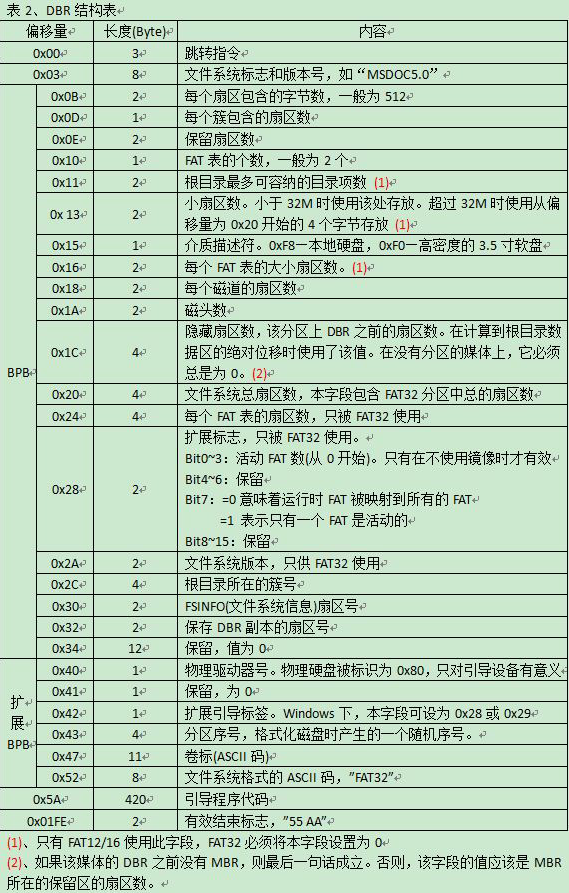 表 2、DBR 结构表
偏移量 长度(Byte) 内容
0x00 3 跳转指令
0x03 8 文件系统标志和版本号，如“MSDOC5.0”
BPB
0x0B 2 每个扇区包含的字节数，一般为 512
0x0D 1 每个簇包含的扇区数
0x0E 2 保留扇区数
0x10 1 FAT 表的个数，一般为 2 个
0x11 2 根目录最多可容纳的目录项数 (1)
0x 13 2 小扇区数。小于 32M 时使用该处存放。超过 32M 时使用从偏
移量为 0x20 开始的 4 个字节存放 (1)
0x15 1 介质描述符。0xF8—本地硬盘，0xF0—高密度的 3.5 寸软盘
0x16 2 每个 FAT 表的大小扇区数。(1)
0x18 2 每个磁道的扇区数
0x1A 2 磁头数
0x1C 4 隐藏扇区数，该分区上 DBR 之前的扇区数。在计算到根目录数
据区的绝对位移时使用了该值。在没有分区的媒体上，它必须
总是为 0。(2)
0x20 4 文件系统总扇区数，本字段包含 FAT32 分区中总的扇区数
0x24 4 每个 FAT 表的扇区数，只被 FAT32 使用
0x28 2 扩展标志，只被 FAT32 使用。
Bit0~3：活动 FAT 数(从 0 开始)。只有在不使用镜像时才有效
Bit4~6：保留
Bit7：=0 意味着运行时 FAT 被映射到所有的 FAT
=1 表示只有一个 FAT 是活动的
Bit8~15：保留
0x2A 2 文件系统版本，只供 FAT32 使用
0x2C 4 根目录所在的簇号
0x30 2 FSINFO(文件系统信息)扇区号
0x32 2 保存 DBR 副本的扇区号
0x34 12 保留，值为 0
扩
展
BPB
0x40 1 物理驱动器号。物理硬盘被标识为 0x80，只对引导设备有意义
0x41 1 保留，为 0
0x42 1 扩展引导标签。Windows 下，本字段可设为 0x28 或 0x29
0x43 4 分区序号，格式化磁盘时产生的一个随机序号。
0x47 11 卷标(ASCII 码)
0x52 8 文件系统格式的 ASCII 码，”FAT32”
0x5A 420 引导程序代码
0x01FE 2 有效结束标志，”55 AA”
(1)、只有 FAT12/16 使用此字段，FAT32 必须将本字段设置为 0
(2)、如果该媒体的 DBR 之前没有 MBR，则最后一句话成立。否则，该字段的值应该是 MBR
所在的保留区的扇区数。